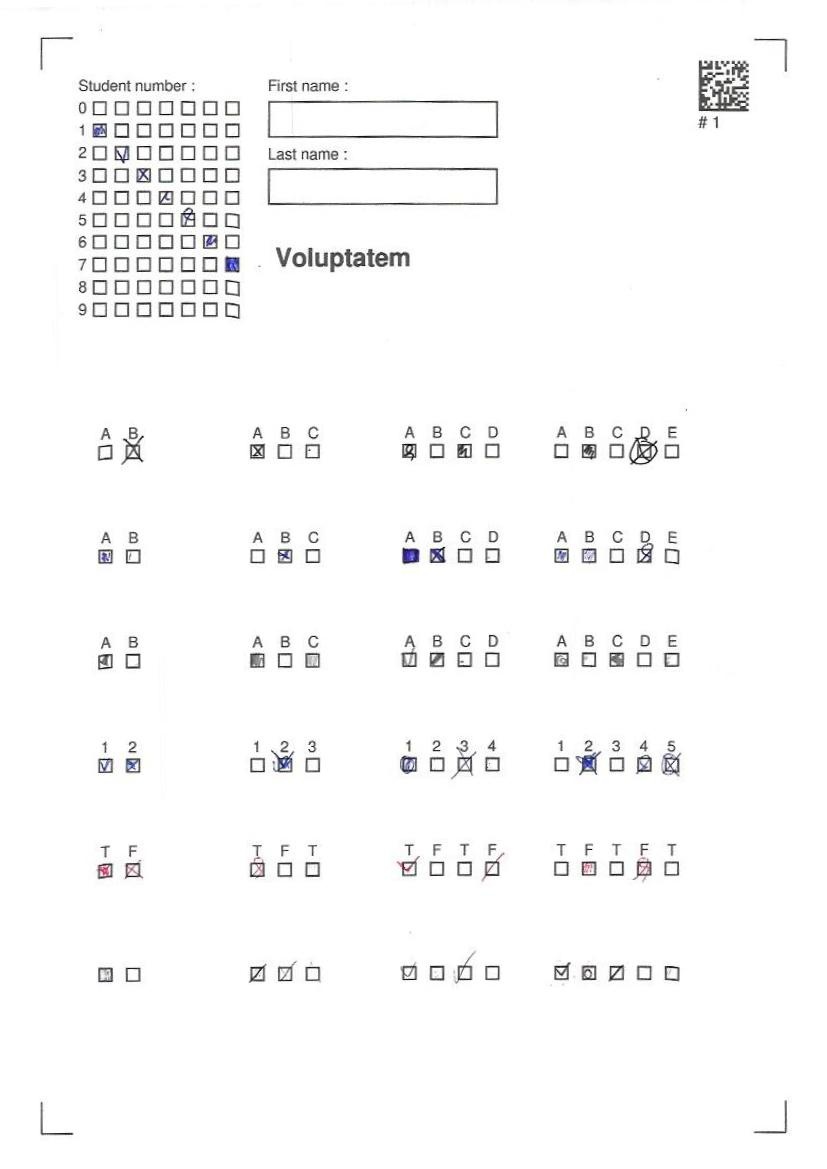 Student number : First name :
0
1 # 1
2 Last name :
3
4
5
6
7 Voluptatem
8
9
A B A B C A B C D A B C D E
A B A B C A B C D A B C D E
A B A B C A B C D A B C D E
1 2 1 2 3 1 2 3 4 1 2 3 4 5
T F T F T T F T F T F T F T